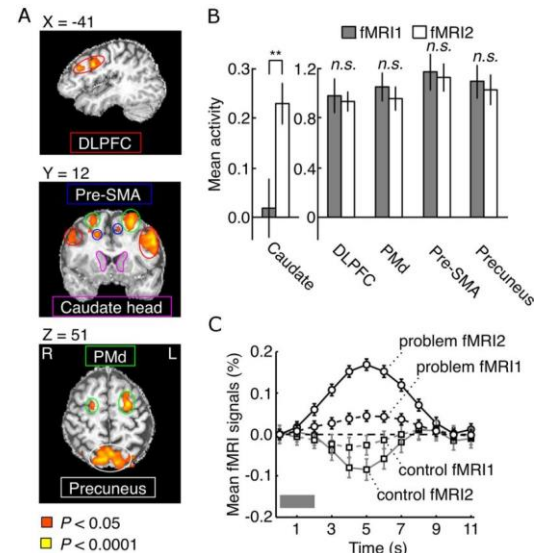 A
X = -41
DLPFC
Y = 12
Pre-SMA
Caudate head
Z = 51
R
L
PMd
Precuneus
P < 0.05
P < 0.0001
B
fMRI1
fMRI2
Mean activity
0.3
0.2
0.1
0.0
**
1.2
0.8
0.4
0
n.s.
n.s.
n.s.
n.s.
Caudate
DLPFC
PMd
Pre-SMA
Precuneus
C
Mean fMRI signals (%)
0.2
0.1
0.0
-0.1
-0.2
problem fMRI2
problem fMRI1
control fMRI1
control fMRI2
1
3
5
7
9
11
Time (s)